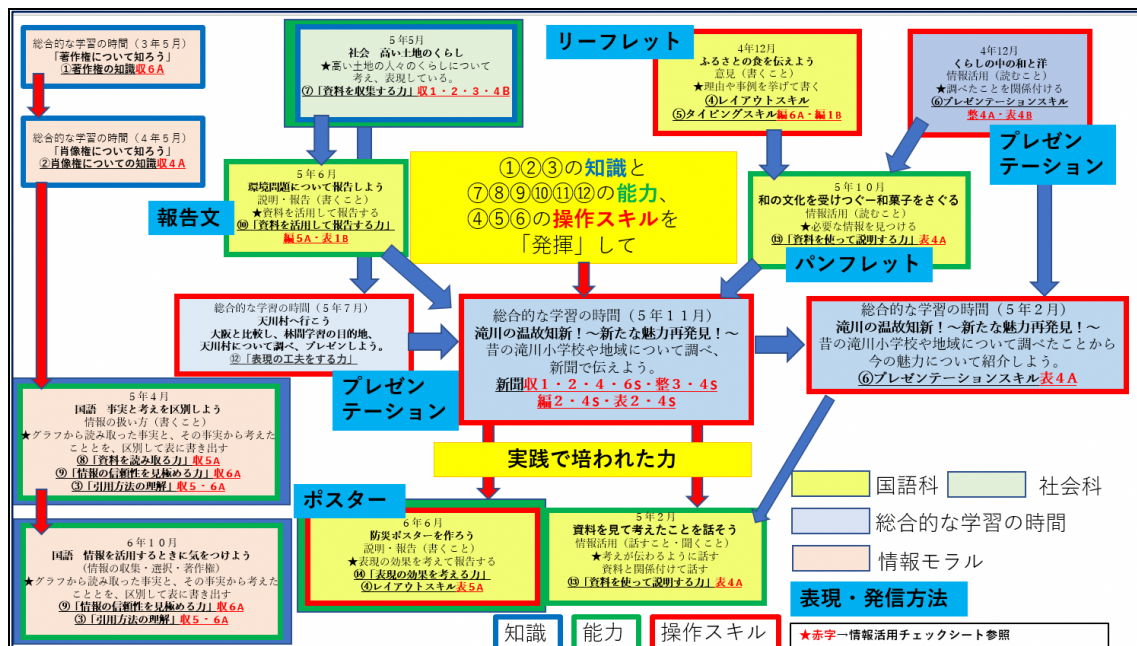 総合的な学習の時間（３年５月）
「著作権について知ろう」
①著作権の知識収６A
総合的な学習の時間（４年５月）
「肖像権について知ろう」
②肖像権についての知識収４A
５年５月
社会　高い土地のくらし
★高い土地の人々のくらしについて
考え、表現している。
⑦「資料を収集する力」収１・２・３・４B
リーフレット
４年12月
ふるさとの食を伝えよう
意見（書くこと）
★理由や事例を挙げて書く
④レイアウトスキル
⑤タイピングスキル編６A・編１B
４年12月
くらしの中の和と洋
情報活用（読むこと）
★調べたことを関係付ける
⑥プレゼンテーションスキル
整４A・表４B
プレゼン
テーション
報告文
５年６月
環境問題について報告しよう
説明・報告（書くこと）
★資料を活用して報告する
⑩「資料を活用して報告する力」
編５A・表１B
①②③の知識と
⑦⑧⑨⑩⑪⑫の能力、
④⑤⑥の操作スキルを
「発揮」して
５年10月
和の文化を受けつぐー和菓子をさぐる
情報活用（読むこと）
★必要な情報を見つける
⑬「資料を使って説明する力」表４A
パンフレット
総合的な学習の時間（５年７月）
天川村へ行こう
大阪と比較し、林間学習の目的地、
天川村について調べ、プレゼンしよう。
⑫「表現の工夫をする力」
プレゼン
テーション
総合的な学習の時間（５年１１月）
滝川の温故知新！～新たな魅力再発見！～
昔の滝川小学校や地域について調べ、
新聞で伝えよう。
新聞収１・２・４・６S・整３・４S
編２・４S・表２・４S
総合的な学習の時間（５年２月）
滝川の温故知新！～新たな魅力再発見！～
昔の滝川小学校や地域について調べたことから
今の魅力について紹介しよう。
⑥プレゼンテーションスキル表４A
５年４月
国語　事実と考えを区別しよう
情報の扱い方（書くこと）
★グラフから読み取った事実と、その事実から考えた
こととを、区別して表に書き出す
⑧「資料を読み取る力」収５A
⑨「情報の信頼性を見極める力」収６A
③「引用方法の理解」収５・６A
実践で培われた力
ポスター
６年６月
防災ポスターを作ろう
説明・報告（書くこと）
★表現の効果を考えて報告する
⑭「表現の効果を考える力」
④レイアウトスキル表５A
５年２月
資料を見て考えたことを話そう
情報活用（話すこと・聞くこと）
★考えが伝わるように話す
資料と関係付けて話す
⑬「資料を使って説明する力」表４A
６年10月
国語　情報を活用するときに気をつけよう
（情報の収集・選択・著作権）
★グラフから読み取った事実と、その事実から考えた
こととを、区別して表に書き出す
⑨「情報の信頼性を見極める力」収６A
③「引用方法の理解」収５・６A
国語科
社会科
総合的な学習の時間
情報モラル
表現・発信方法
知識
能力
操作スキル
★赤字→情報活用チェックシート参照